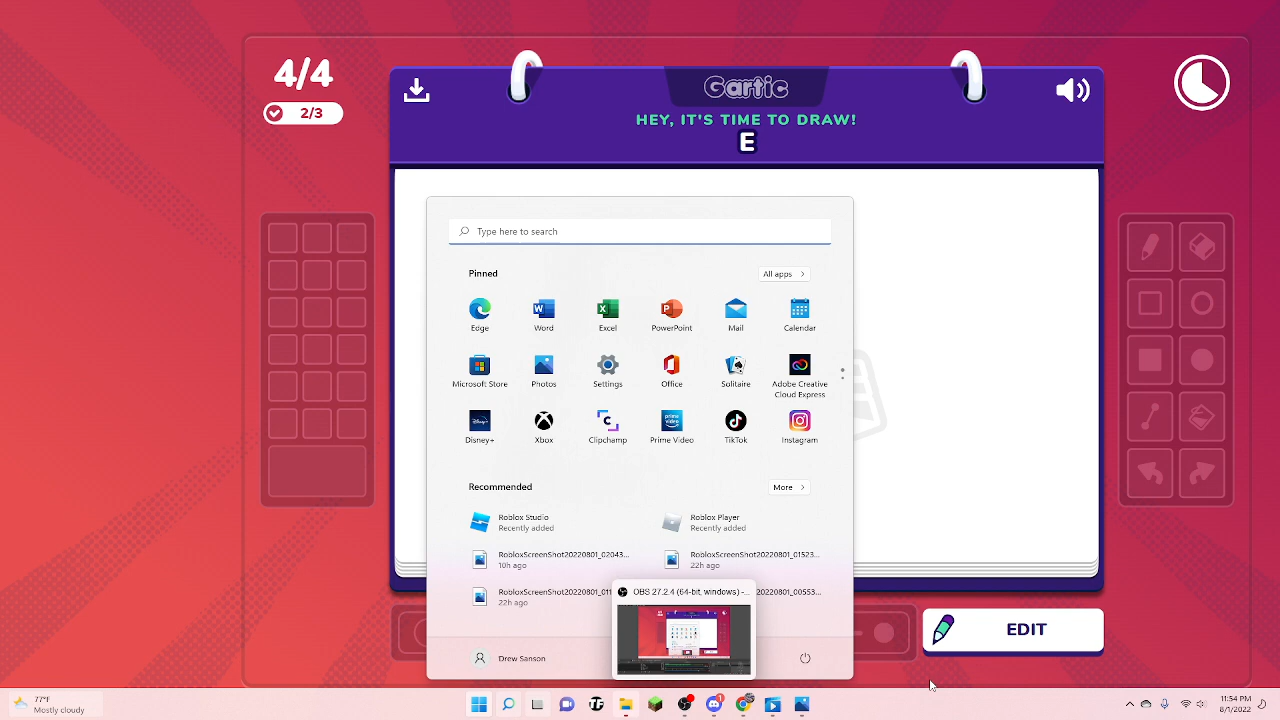 4/4
2/3
Gartic
HEY, IT'S TIME TO DRAW!
E
Type here to search
Pinned
All apps
Edge
Word
Excel
PowerPoint
Mail
Calendar
Microsoft Store
Photos
Settings
Office
Solitaire
Adobe Creative
Cloud Express
Disney+
Xbox
Clipchamp
Prime Video
TikTok
Instagram
Recommended
More
Roblox Studio
Recently added
Roblox Player
Recently added
RobloxScreenShot20220801_02043...
10h ago
RobloxScreenShot20220801_01523...
22h ago
22h ago
OBS 27.2.4 (64-bit, windows) -...
Drew Sanson
EDIT
77°F
Mostly cloudy
11:54 PM
8/1/2022